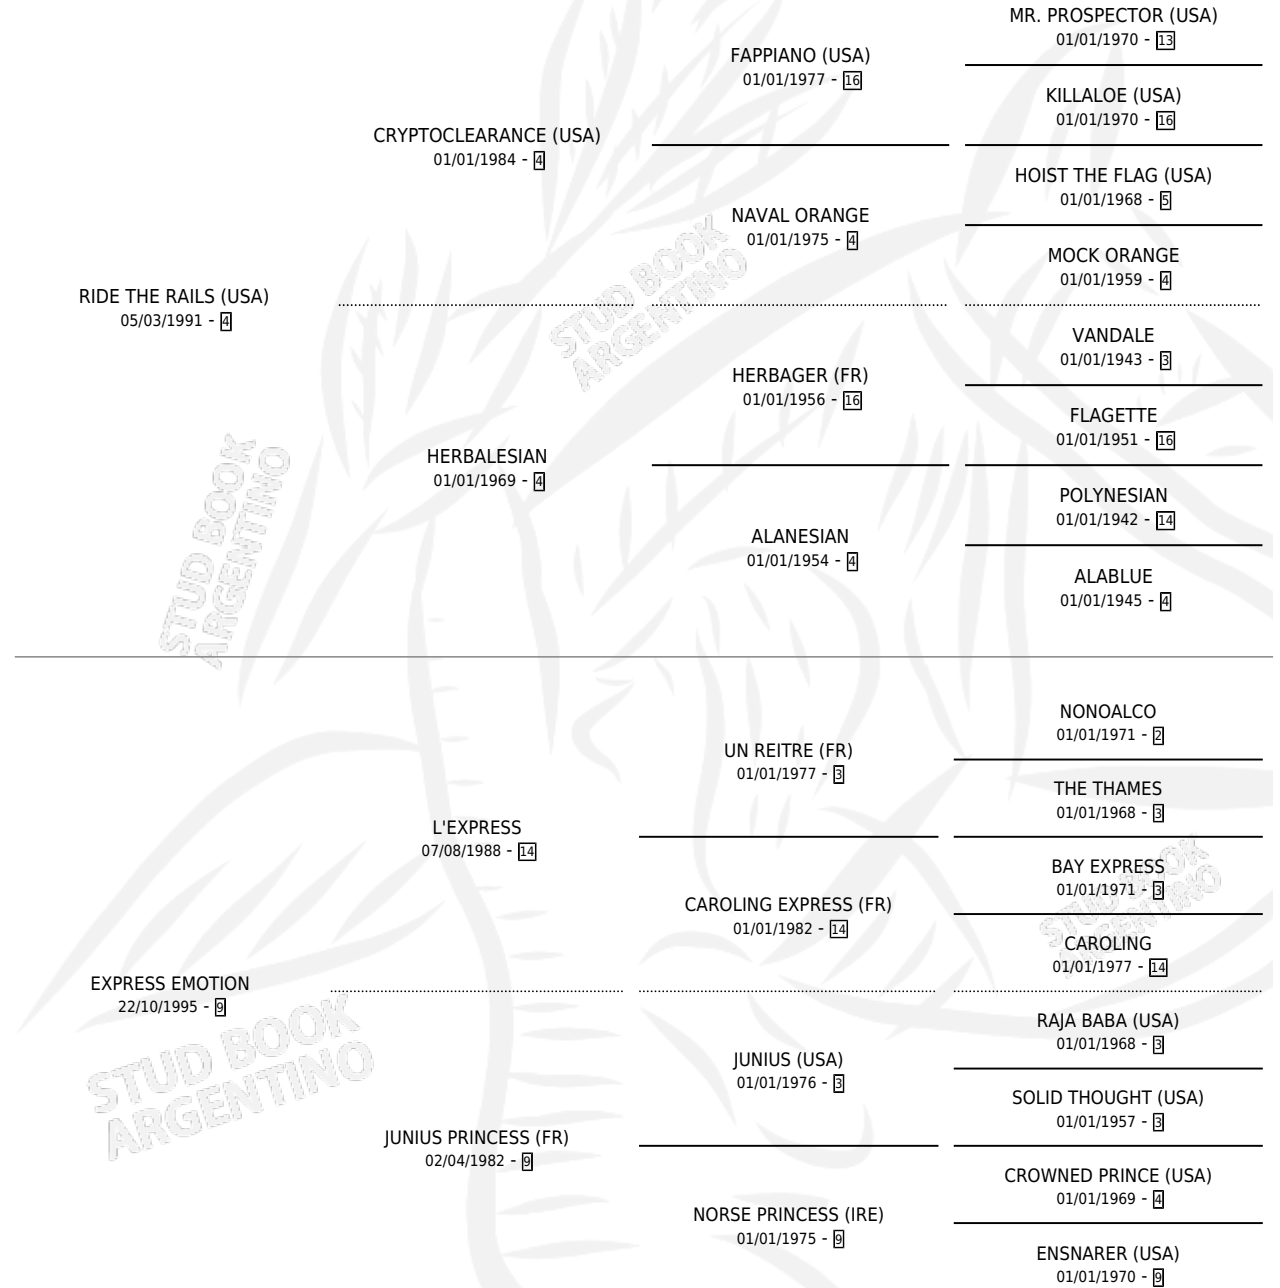 MR. PROSPECTOR (USA)
01/01/1970 - 13
FAPPIANO (USA)
01/01/1977 - 16
KILLALOE (USA)
01/01/1970 - 16
CRYPTOCLEARANCE (USA)
01/01/1984 - 4
HOIST THE FLAG (USA)
01/01/1968 - 5
NAVAL ORANGE
01/01/1975 - 4
MOCK ORANGE
01/01/1959 - 4
RIDE THE RAILS (USA)
05/03/1991 - 4
VANDALE
01/01/1943 - 3
HERBAGER (FR)
01/01/1956 - 16
FLAGETTE
01/01/1951 - 16
HERBALESIAN
01/01/1969 - 4
POLYNESIAN
01/01/1942 - 14
ALANESIAN
01/01/1954 - 4
ALABLUE
01/01/1945 - 4
NONOALCO
01/01/1971 - 2
UN REITRE (FR)
01/01/1977 - 3
THE THAMES
01/01/1968 - 3
L'EXPRESS
07/08/1988 - 14
BAY EXPRESS
01/01/1971 - 3
CAROLING EXPRESS (FR)
01/01/1982 - 14
CAROLING
01/01/1977 - 14
EXPRESS EMOTION
22/10/1995 - 9
RAJA BABA (USA)
01/01/1968 - 3
JUNIUS (USA)
01/01/1976 - 3
SOLID THOUGHT (USA)
01/01/1957 - 3
JUNIUS PRINCESS (FR)
02/04/1982 - 9
CROWNED PRINCE (USA)
01/01/1969 - 4
NORSE PRINCESS (IRE)
01/01/1975 - 9
ENSNARER (USA)
01/01/1970 - 9
STUD BOOK
ARGENTINO
STUD BOOK
ARGENTINO
STUD BOOK
ARGENTINO
STUD BOOK
ARGENTINO